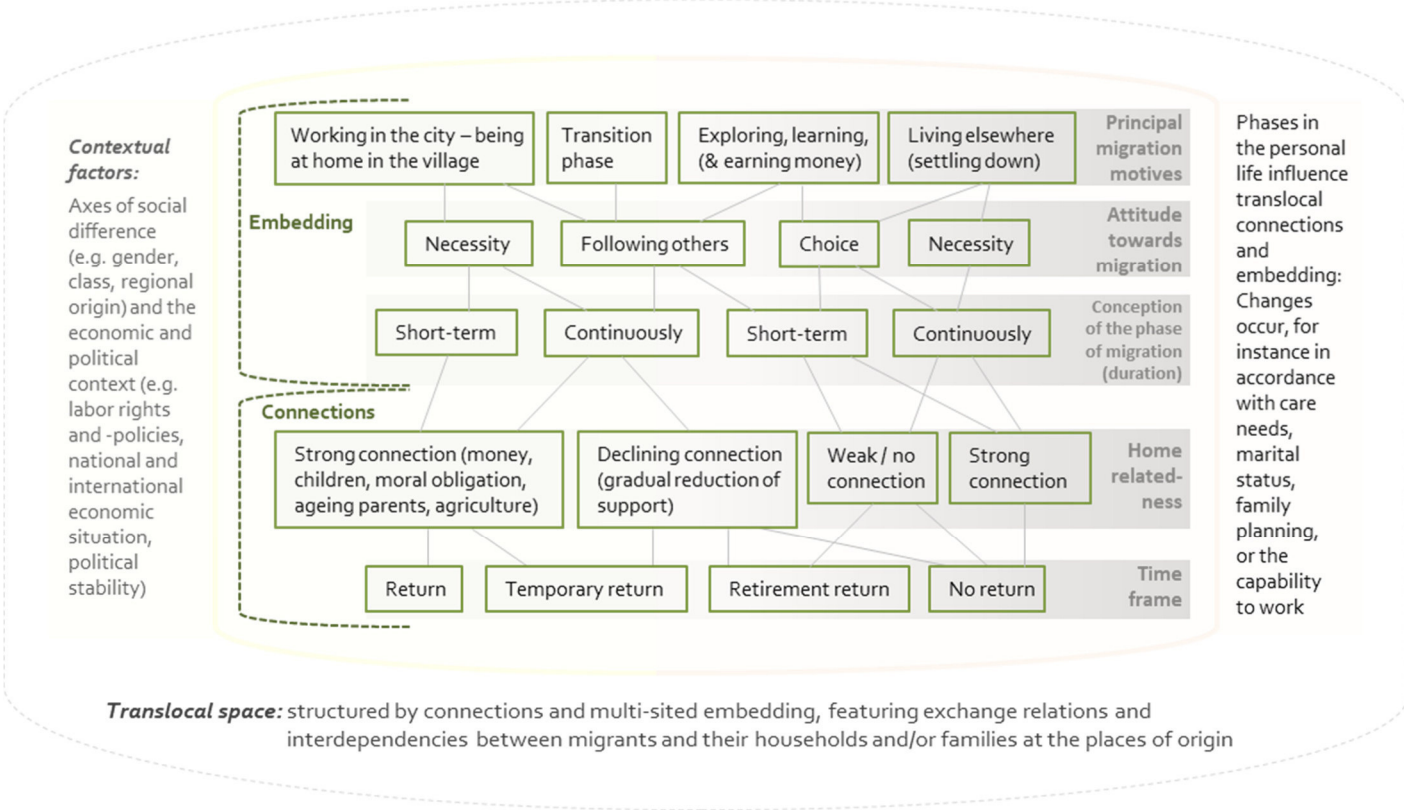 Contextual
factors:
Axes of social
difference
(e.g. gender,
class, regional
origin) and the
economic and
political
context (e.g.
labor rights
and -policies,
national and
international
economic
situation,
political
stability)
Embedding
Working in the city – being
at home in the village
Transition
phase
Exploring, learning,
(& earning money)
Living elsewhere
(settling down)
Principal
migration
motives
Necessity
Following others
Choice
Necessity
Attitude
towards
migration
Short-term
Continuously
Short-term
Continuously
Conception
of the phase
of migration
(duration)
Connections
Strong connection (money,
children, moral obligation,
ageing parents, agriculture)
Declining connection
(gradual reduction of
support)
Weak / no
connection
Strong
connection
Home
related-
ness
Return
Temporary return
Retirement return
No return
Time
frame
Phases in
the personal
life influence
translocal
connections
and
embedding:
Changes
occur, for
instance in
accordance
with care
needs,
marital
status,
family
planning,
or the
capability
to work
Translocal space: structured by connections and multi-sited embedding, featuring exchange relations and
interdependencies between migrants and their households and/or families at the places of origin